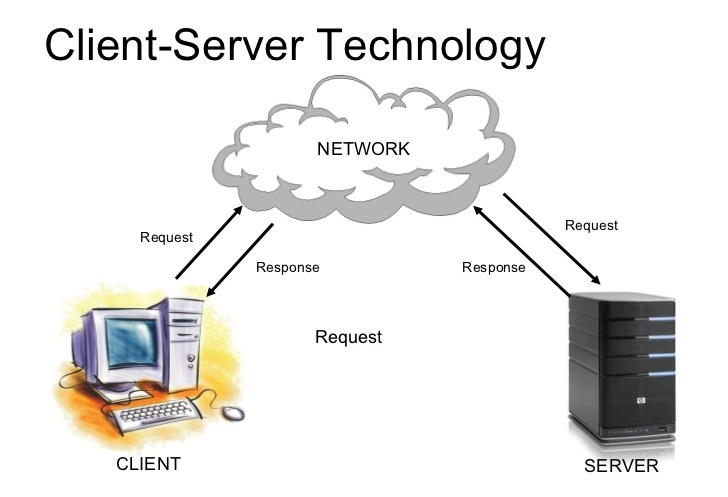 Client-Server Technology
NETWORK
Request
Request
Response
Response
Request
CLIENT
SERVER